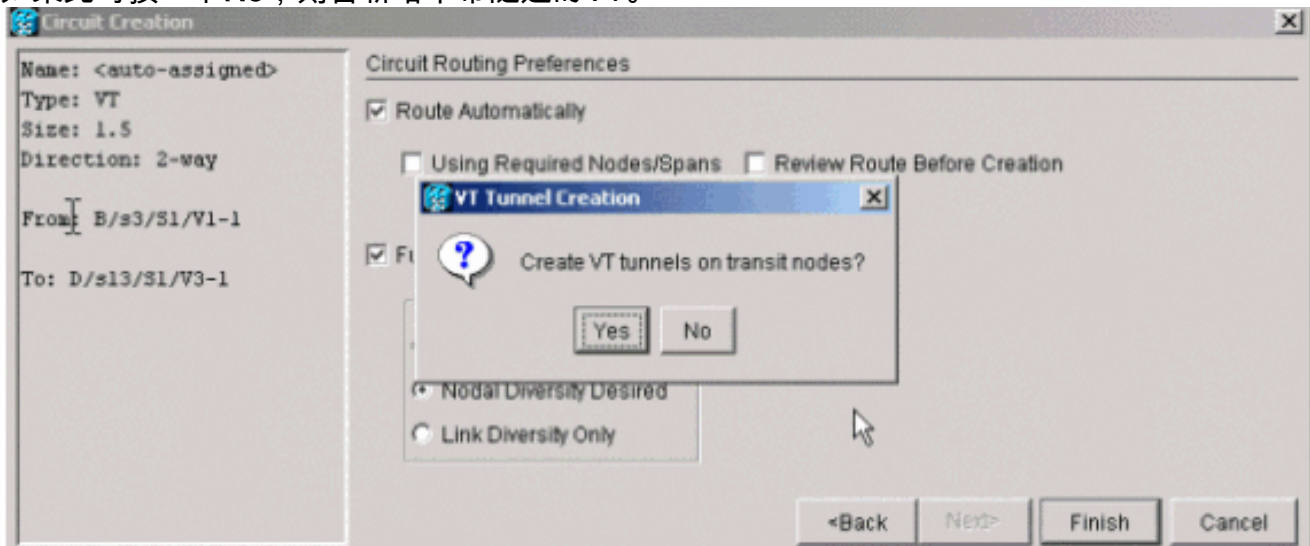 Circuit Creation
Name: <auto-assigned>
Type: VT
Size: 1.5
Direction: 2-way
From: B/s3/S1/V1-1
To: D/s13/S1/V3-1
Circuit Routing Preferences
Route Automatically
Using Required Nodes/Spans Review Route Before Creation
VT Tunnel Creation
Create VT tunnels on transit nodes?
Yes No
Nodal Diversity Desired
Link Diversity Only
<Back Next> Finish Cancel